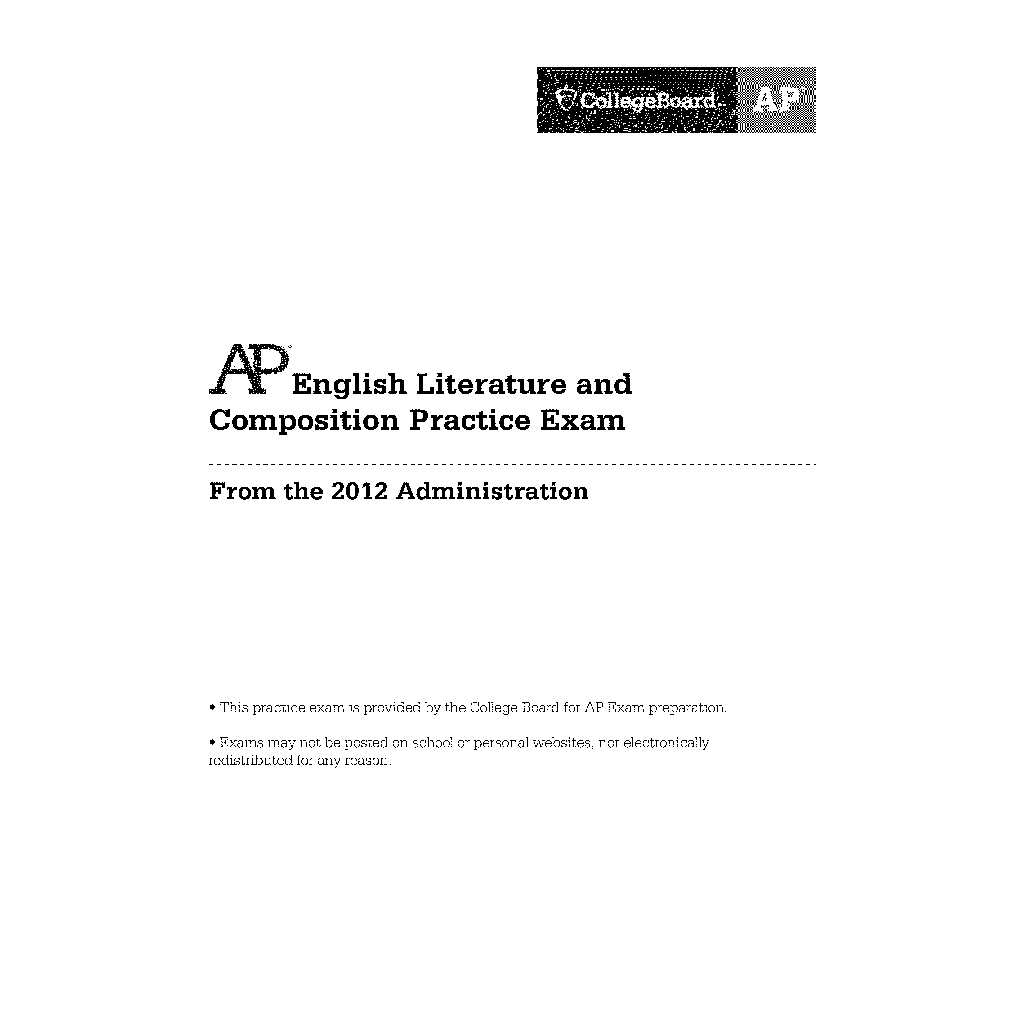 CollegeBoard AP
AP® English Literature and
Composition Practice Exam
From the 2012 Administration
• This practice exam is provided by the College Board for AP Exam preparation.
• Exams may not be posted on school or personal websites, nor electronically
redistributed for any reason.